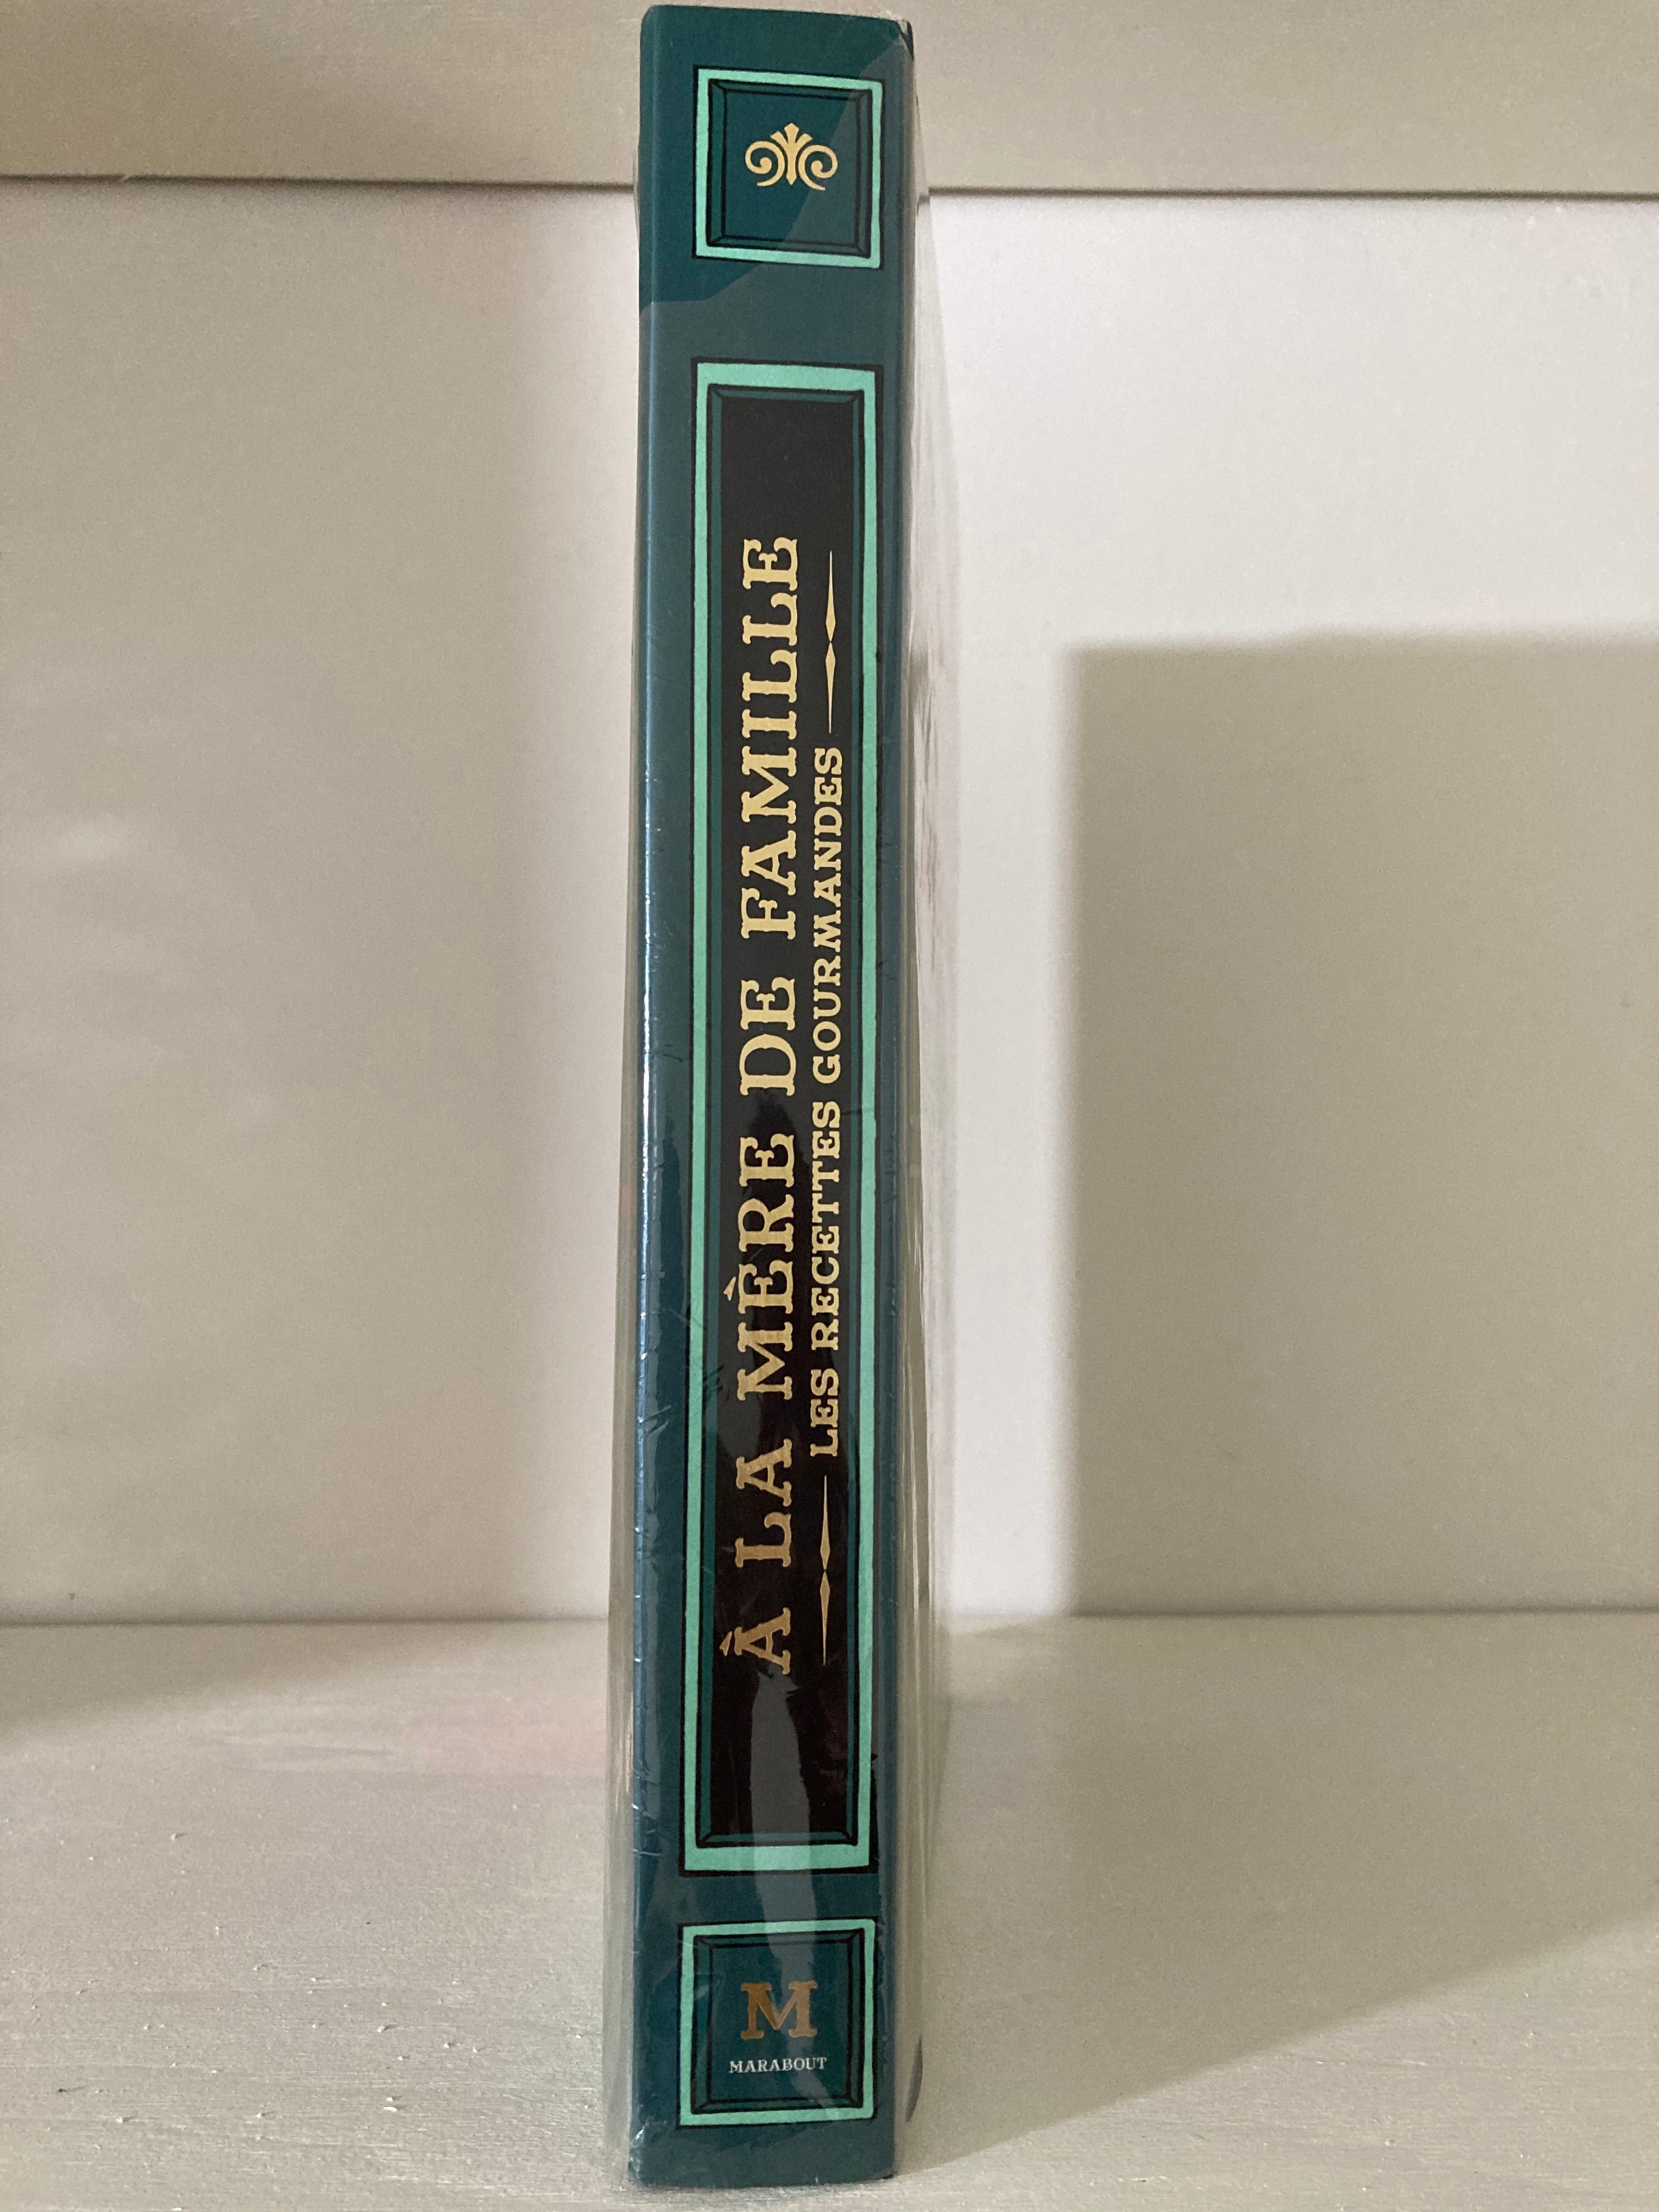 À LA MÈRE DE FAMILLE
LES RECETTES GOURMANDES
M
MARABOUT